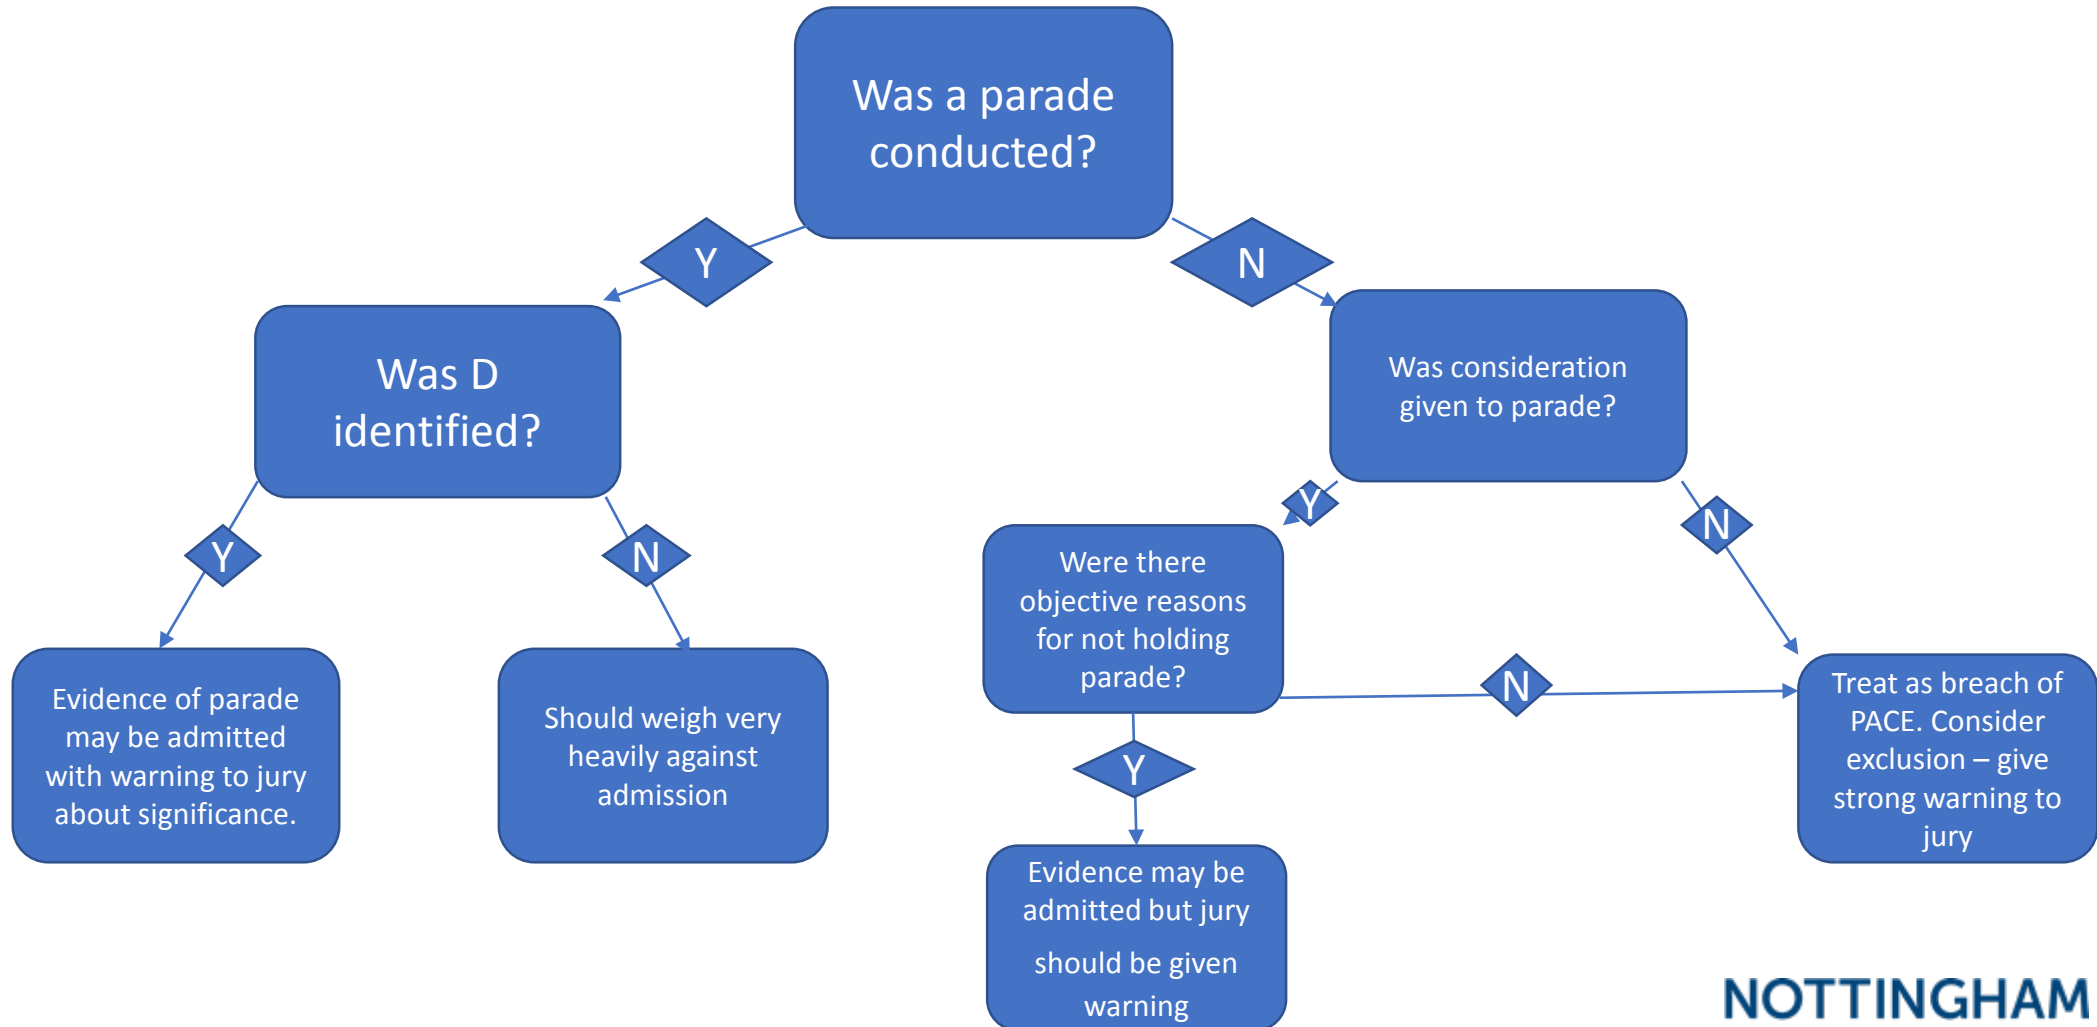 Was a parade
conducted?
Y
N
Was D
identified?
Was consideration
given to parade?
Y
N
Y
N
Were there
objective reasons
for not holding
parade?
N
Evidence of parade
may be admitted
with warning to jury
about significance.
Should weigh very
heavily against
admission
Treat as breach of
PACE. Consider
exclusion – give
strong warning to
jury
Y
Evidence may be
admitted but jury
should be given
warning
NOTTINGHAM